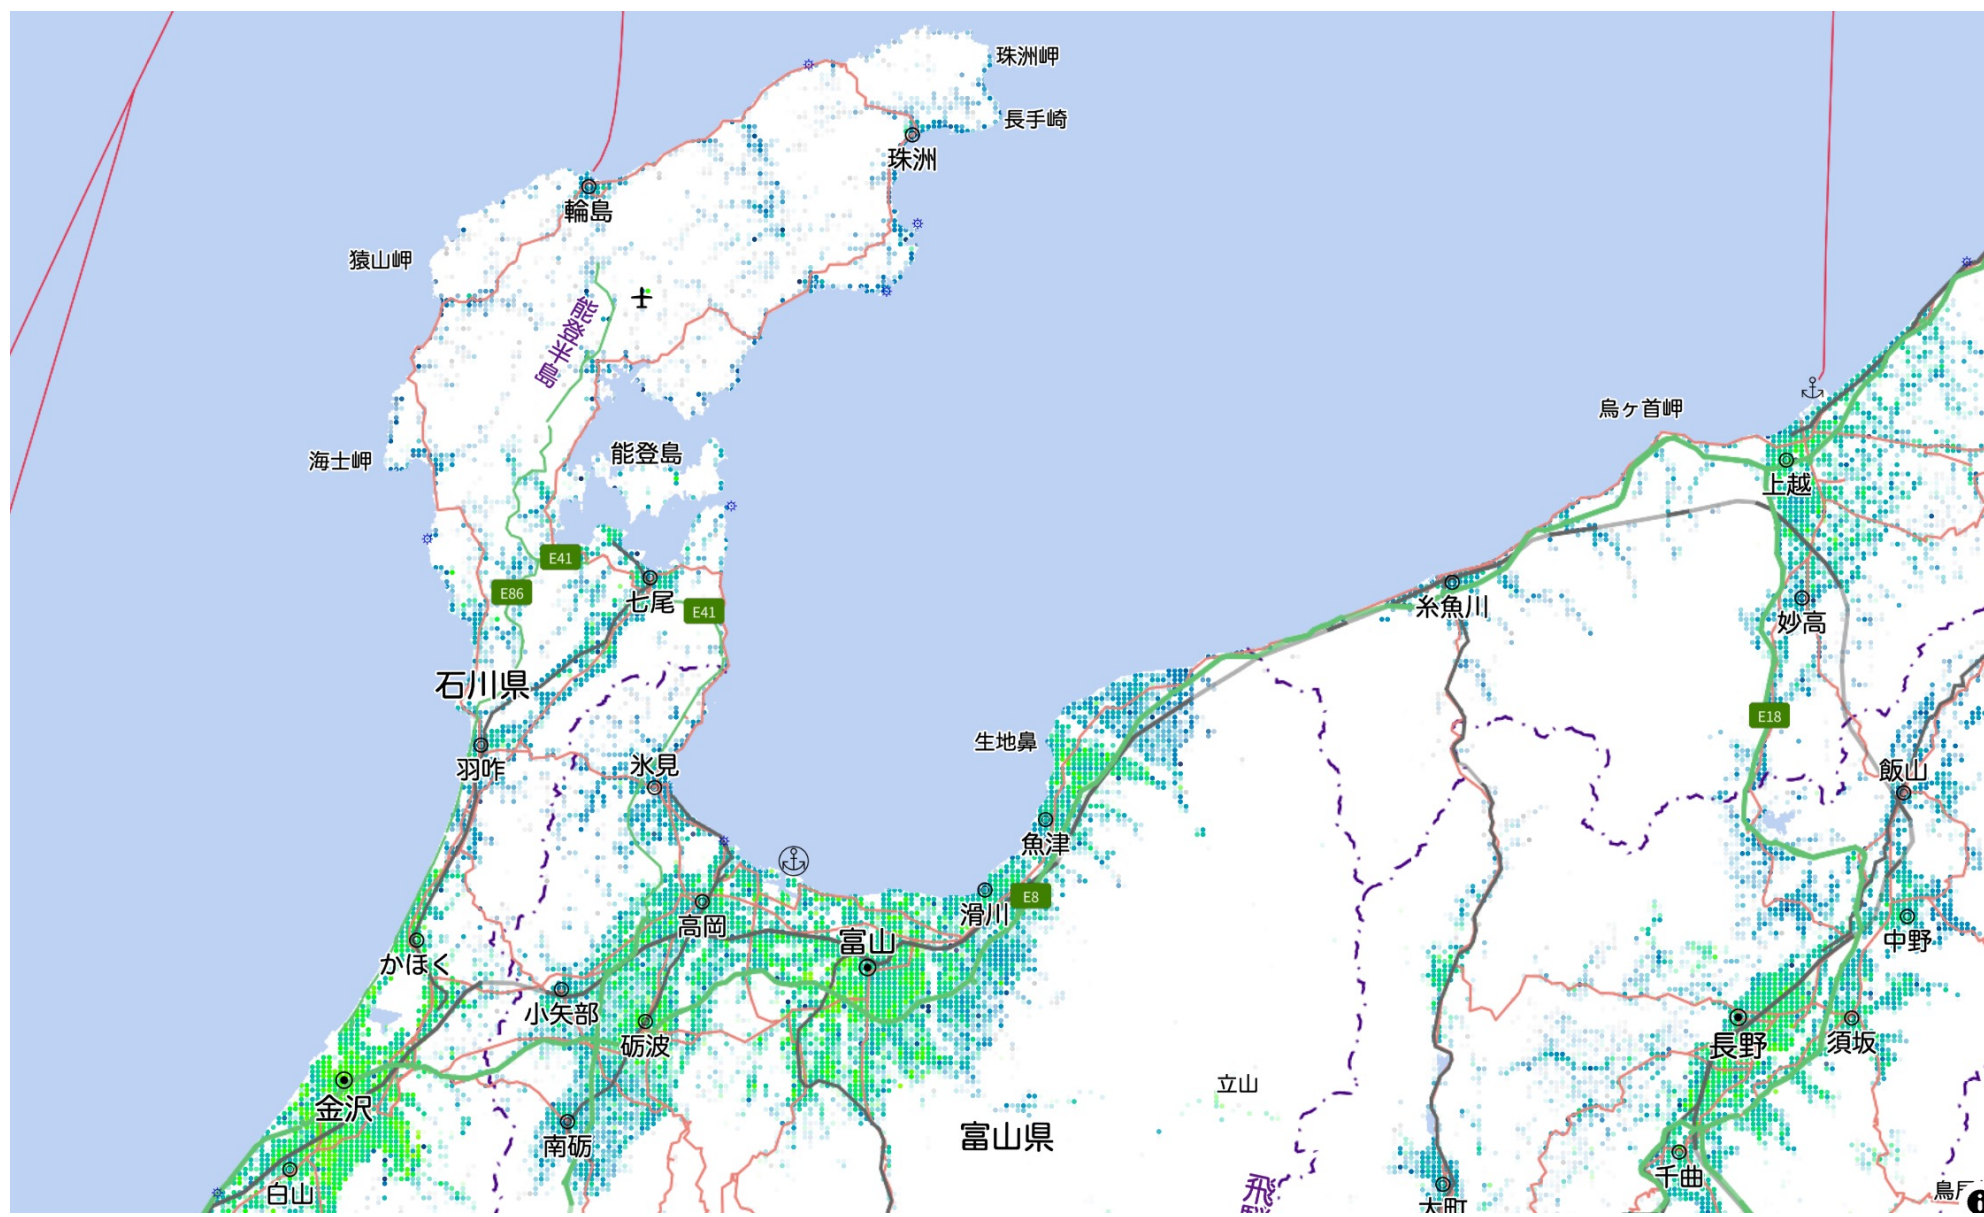 珠洲岬
長手崎
珠洲
輪島
猿山岬
能登半島
烏ヶ首岬
能登島
海士岬
上越
E41
E86
七尾
E41
糸魚川
妙高
石川県
E18
生地鼻
羽咋
氷見
飯山
魚津
E8
滑川
高岡
富山
中野
かほく
小矢部
砺波
長野
須坂
立山
金沢
南砺
富山県
千曲
白山
飛
大町